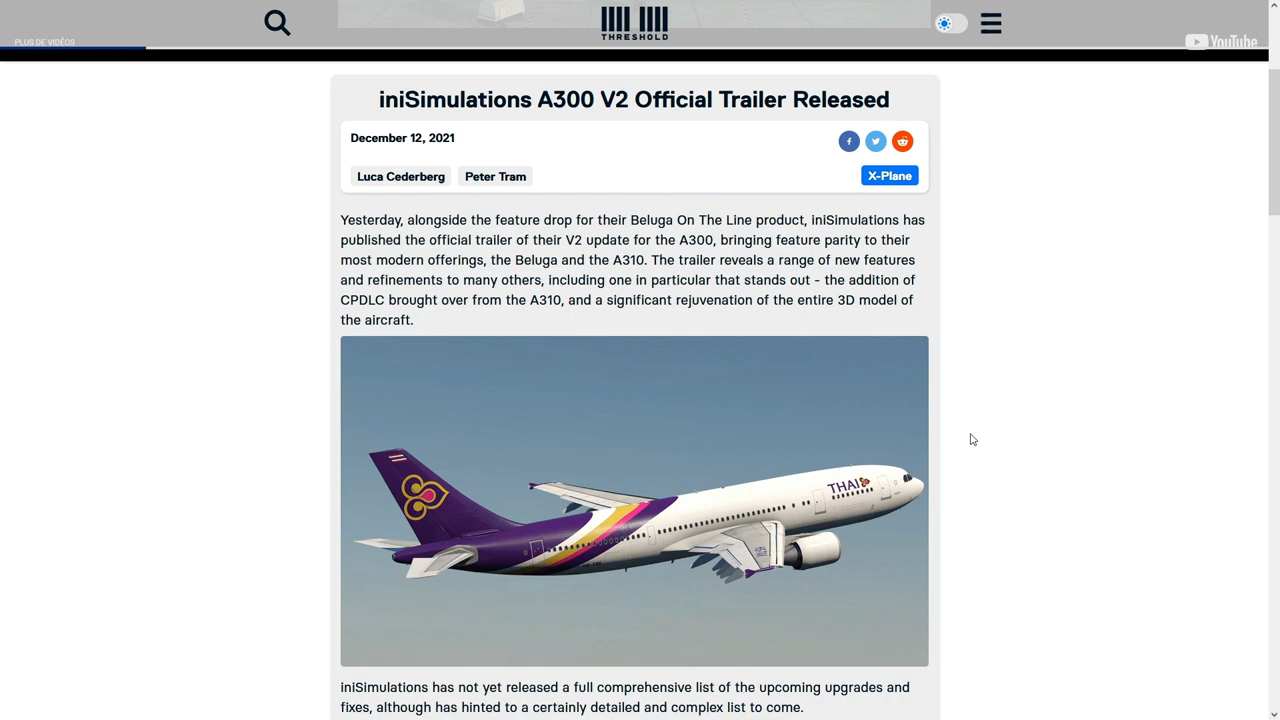 THRESHOLD
PLUS DE VIDÉOS
YouTube
iniSimulations A300 V2 Official Trailer Released
December 12, 2021
Luca Cederberg Peter Tram X-Plane
Yesterday, alongside the feature drop for their Beluga On The Line product, iniSimulations has
published the official trailer of their V2 update for the A300, bringing feature parity to their
most modern offerings, the Beluga and the A310. The trailer reveals a range of new features
and refinements to many others, including one in particular that stands out - the addition of
CPDLC brought over from the A310, and a significant rejuvenation of the entire 3D model of
the aircraft.
THAI
iniSimulations has not yet released a full comprehensive list of the upcoming upgrades and
fixes, although has hinted to a certainly detailed and complex list to come.